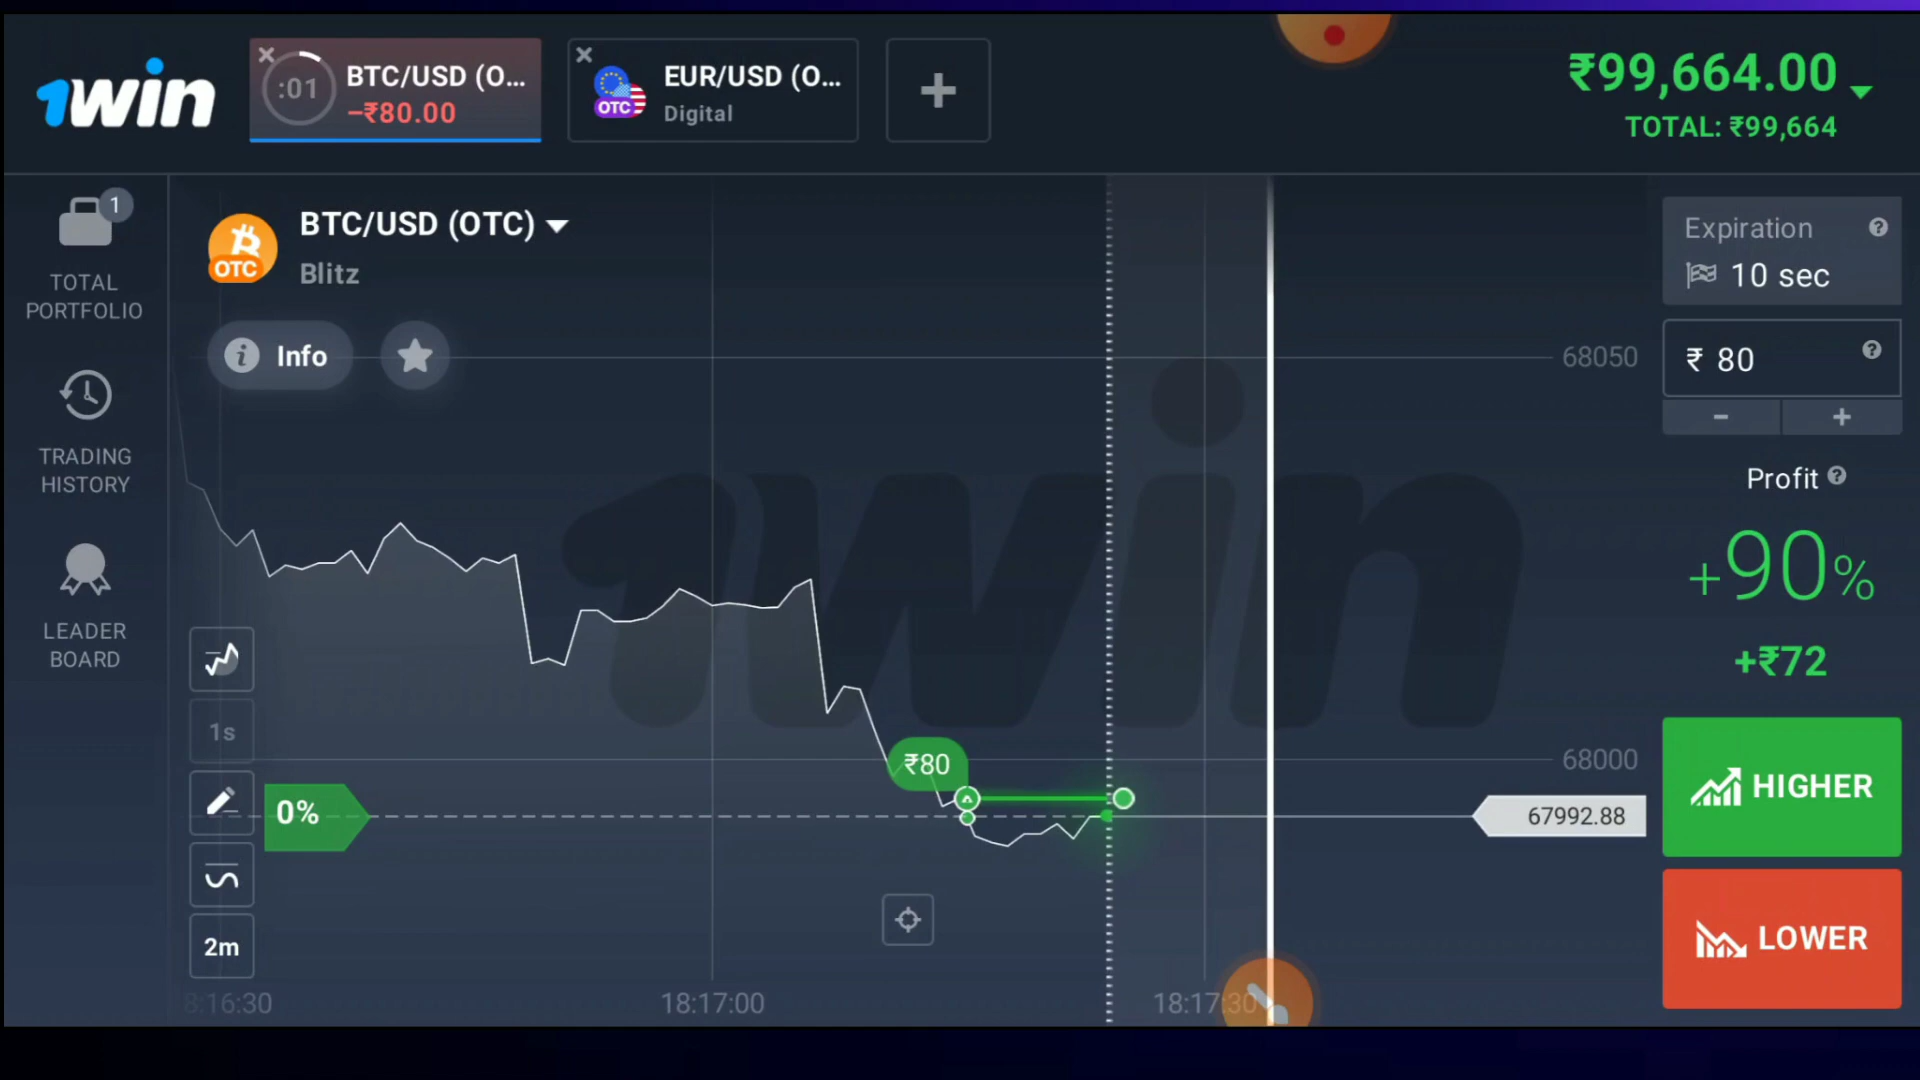 1win
:01
BTC/USD (O...
−₹80.00
EUR/USD (O...
OTC
Digital
₹99,664.00
TOTAL: ₹99,664
1
TOTAL
PORTFOLIO
TRADING
HISTORY
LEADER
BOARD
BTC/USD (OTC)
OTC
Blitz
Info
1win
68050
68000
67992.88
₹80
0%
1s
2m
8:16:30
18:17:00
18:17:30
Expiration
10 sec
₹ 80
−
+
Profit
+90%
+₹72
HIGHER
LOWER